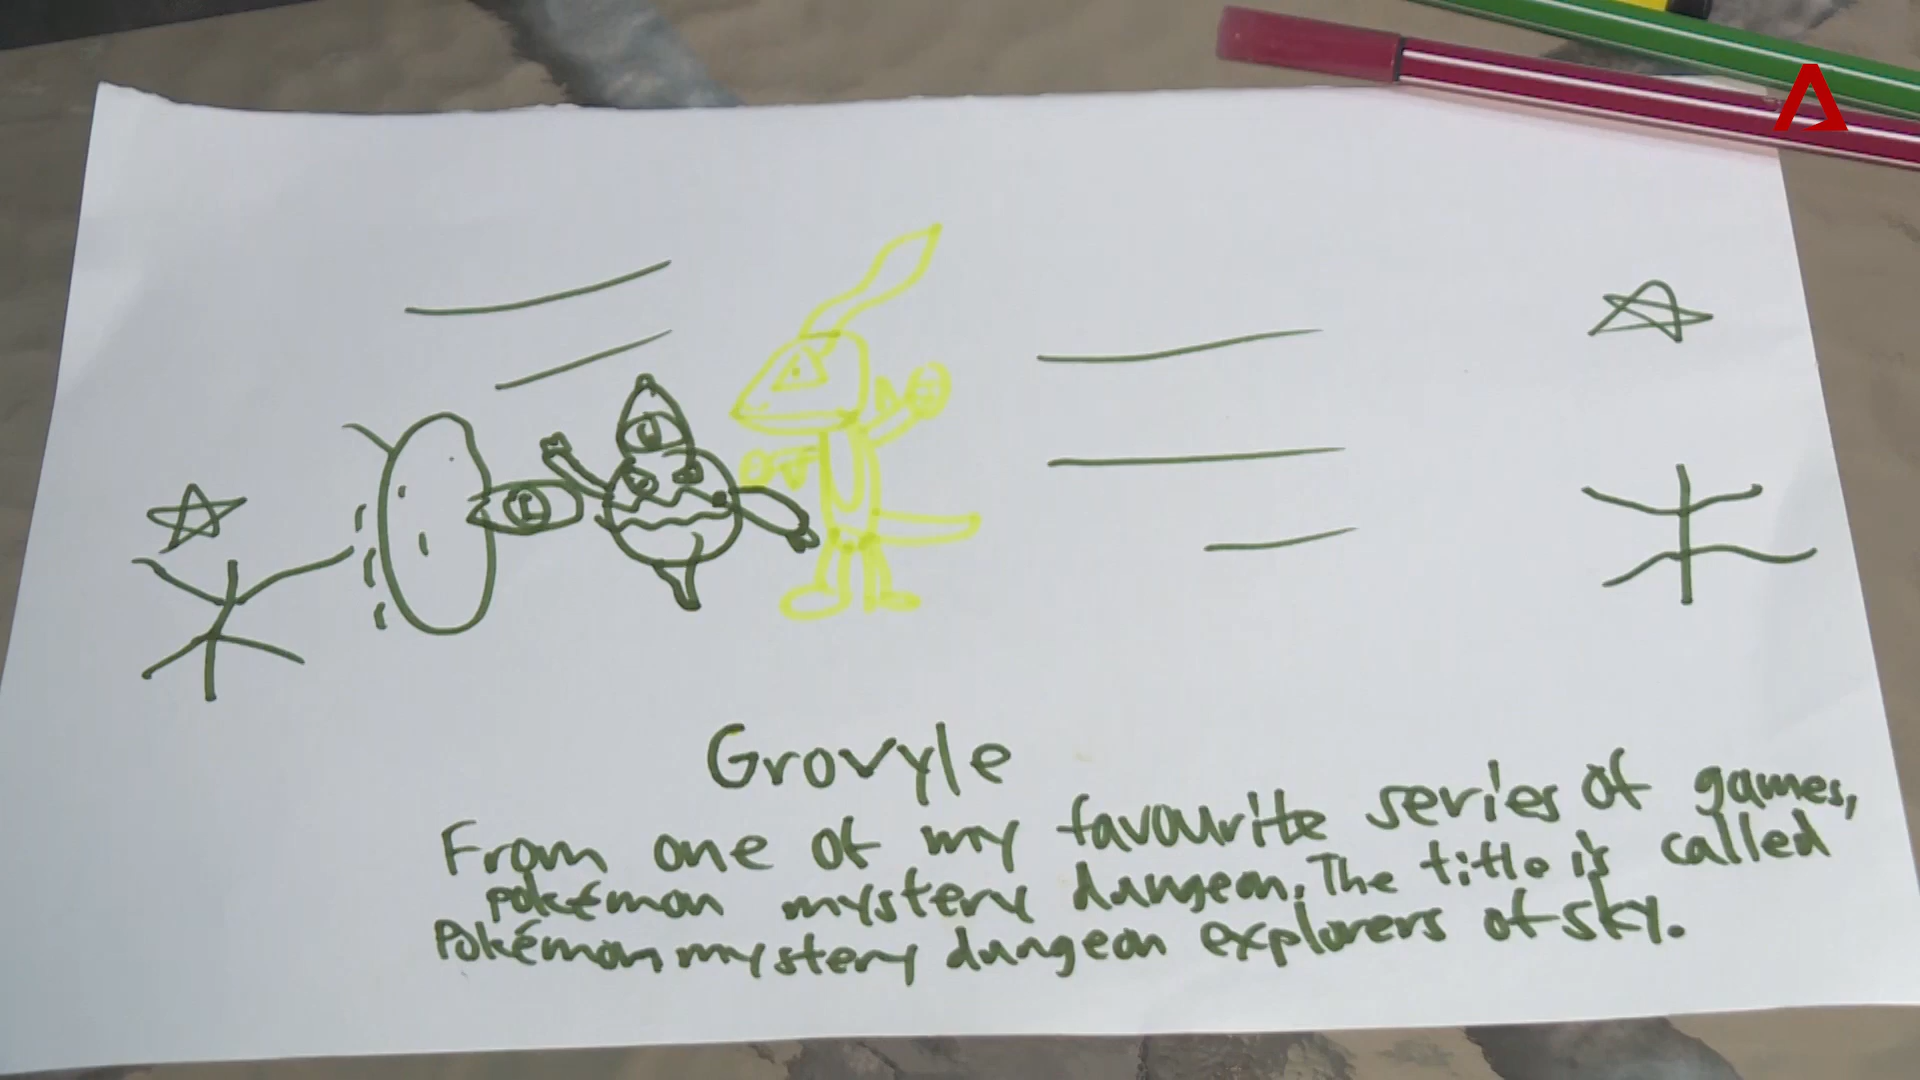 Grovyle
From one of my favourite series of games,
pokémon mystery dungeon. The title is called
Pokémon mystery dungeon explorers of sky.